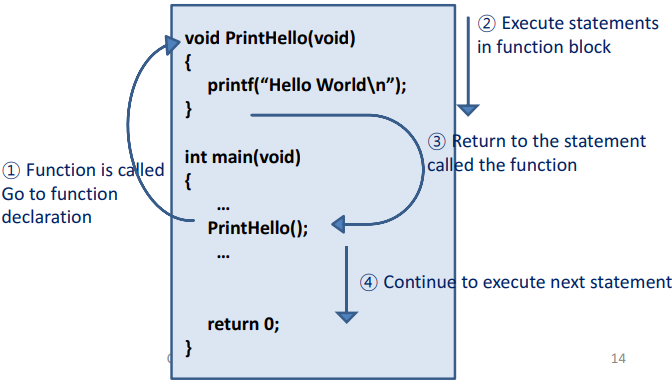 void PrintHello(void)
{
printf(“Hello World\n”);
}
int main(void)
{
…
PrintHello();
…
return 0;
}
① Function is called
Go to function
declaration
② Execute statements
in function block
③ Return to the statement
called the function
④ Continue to execute next statement
14